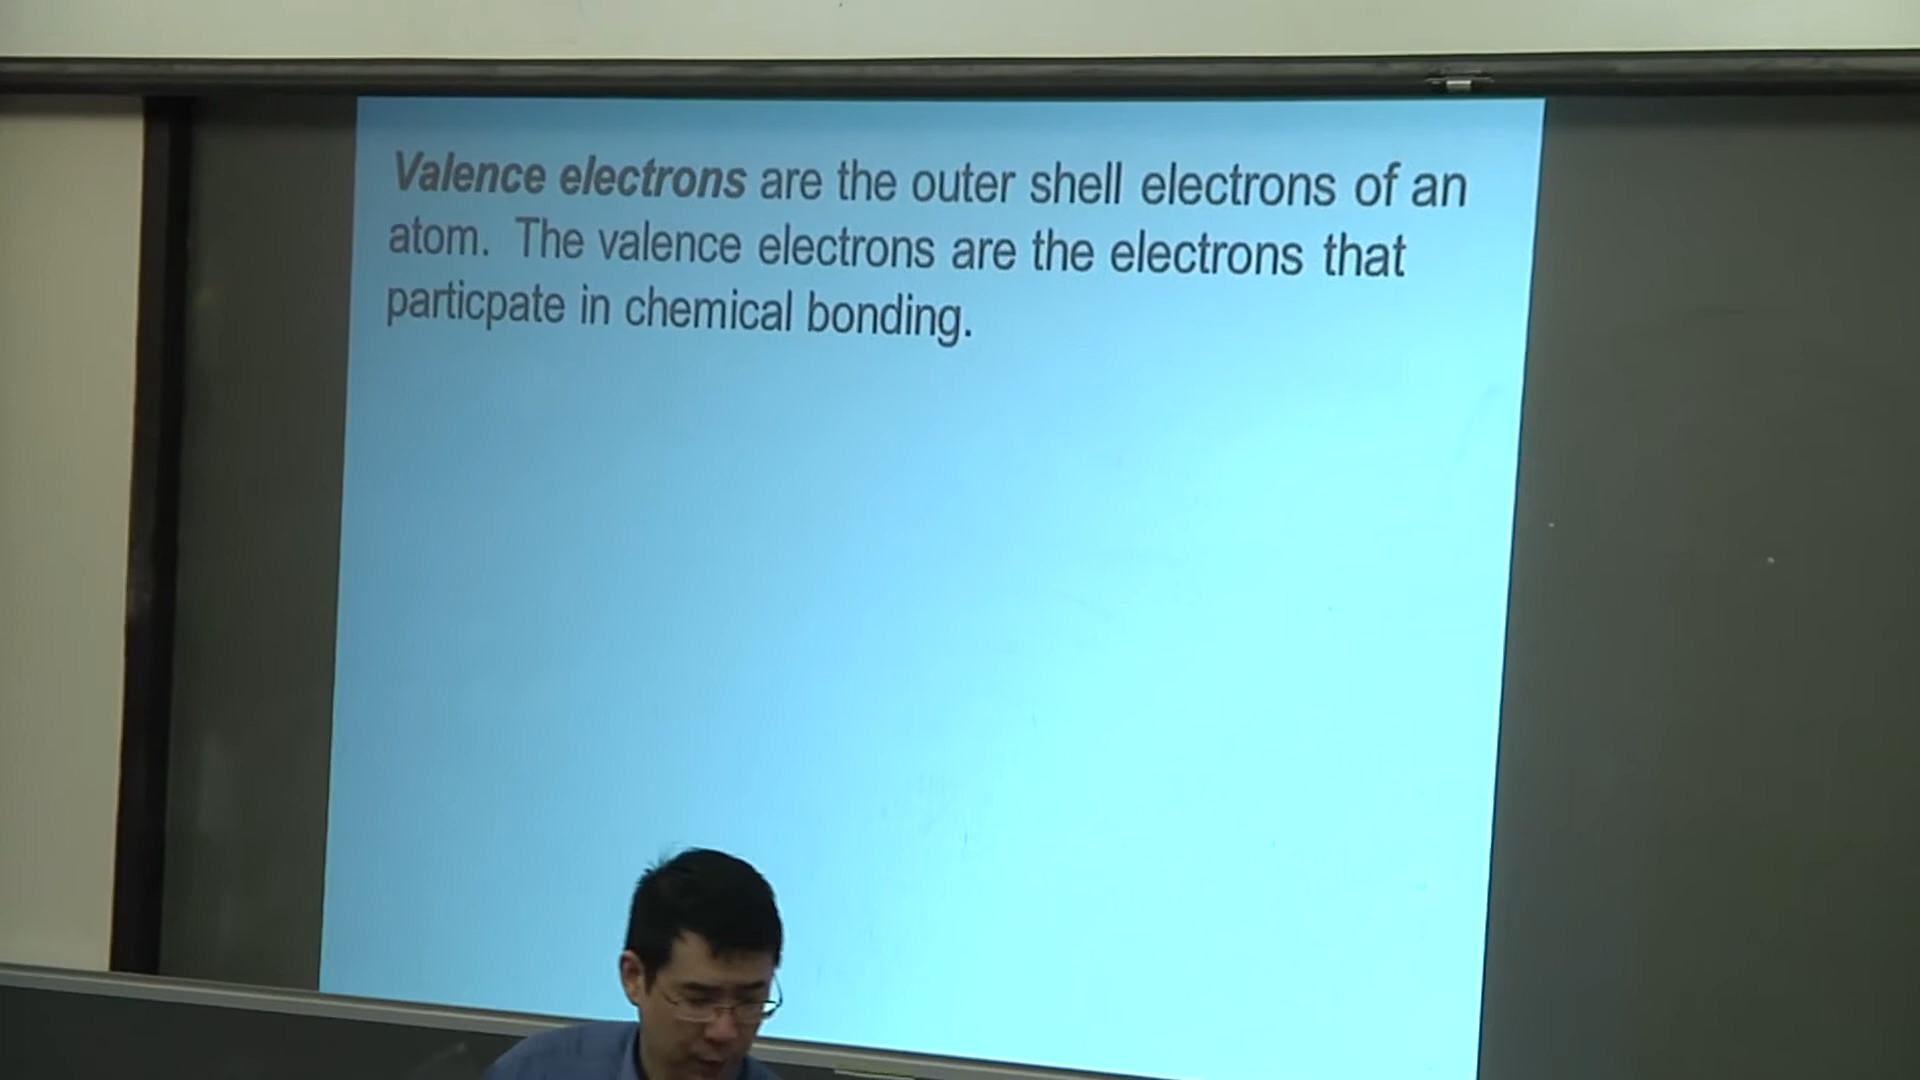 Valence electrons are the outer shell electrons of an
atom. The valence electrons are the electrons that
particpate in chemical bonding.